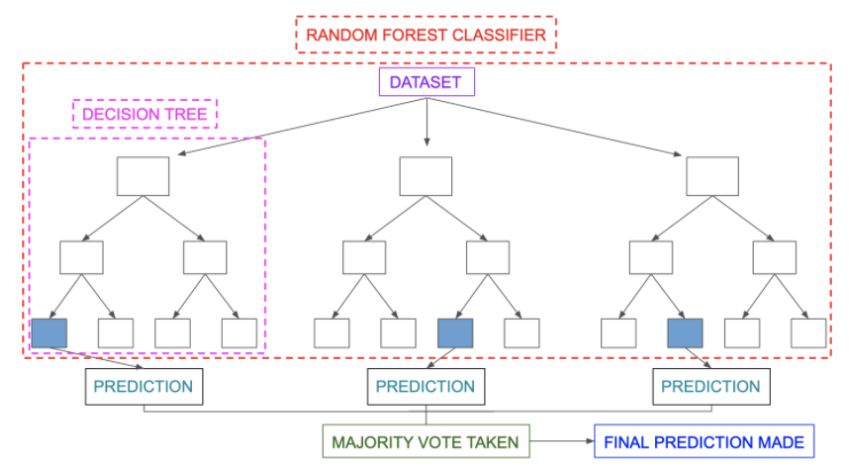 RANDOM FOREST CLASSIFIER
DATASET
DECISION TREE
PREDICTION
PREDICTION
PREDICTION
MAJORITY VOTE TAKEN
FINAL PREDICTION MADE